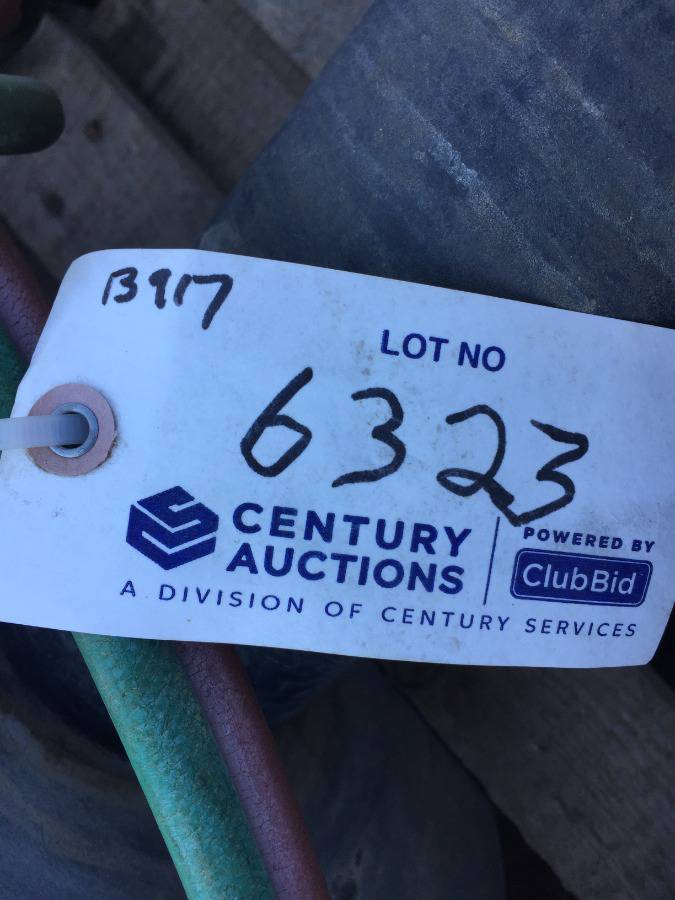 B917
LOT NO
6323
CENTURY
AUCTIONS
POWERED BY
ClubBid
A DIVISION OF CENTURY SERVICES